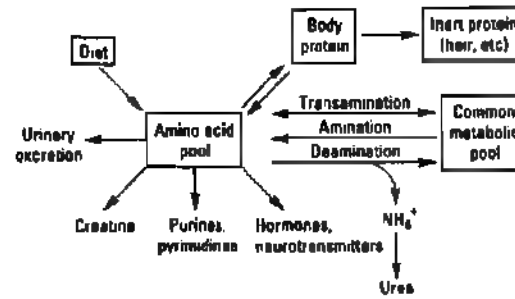 Diet
Body
protein
Inert protein
(hair, etc)
Transamination
Amination
Deamination
Common
metabolic
pool
Urinary
excretion
Amino acid
pool
Creatine
Purines,
pyrimidines
Hormones,
neurotransmitters
NH₄⁺
Urea